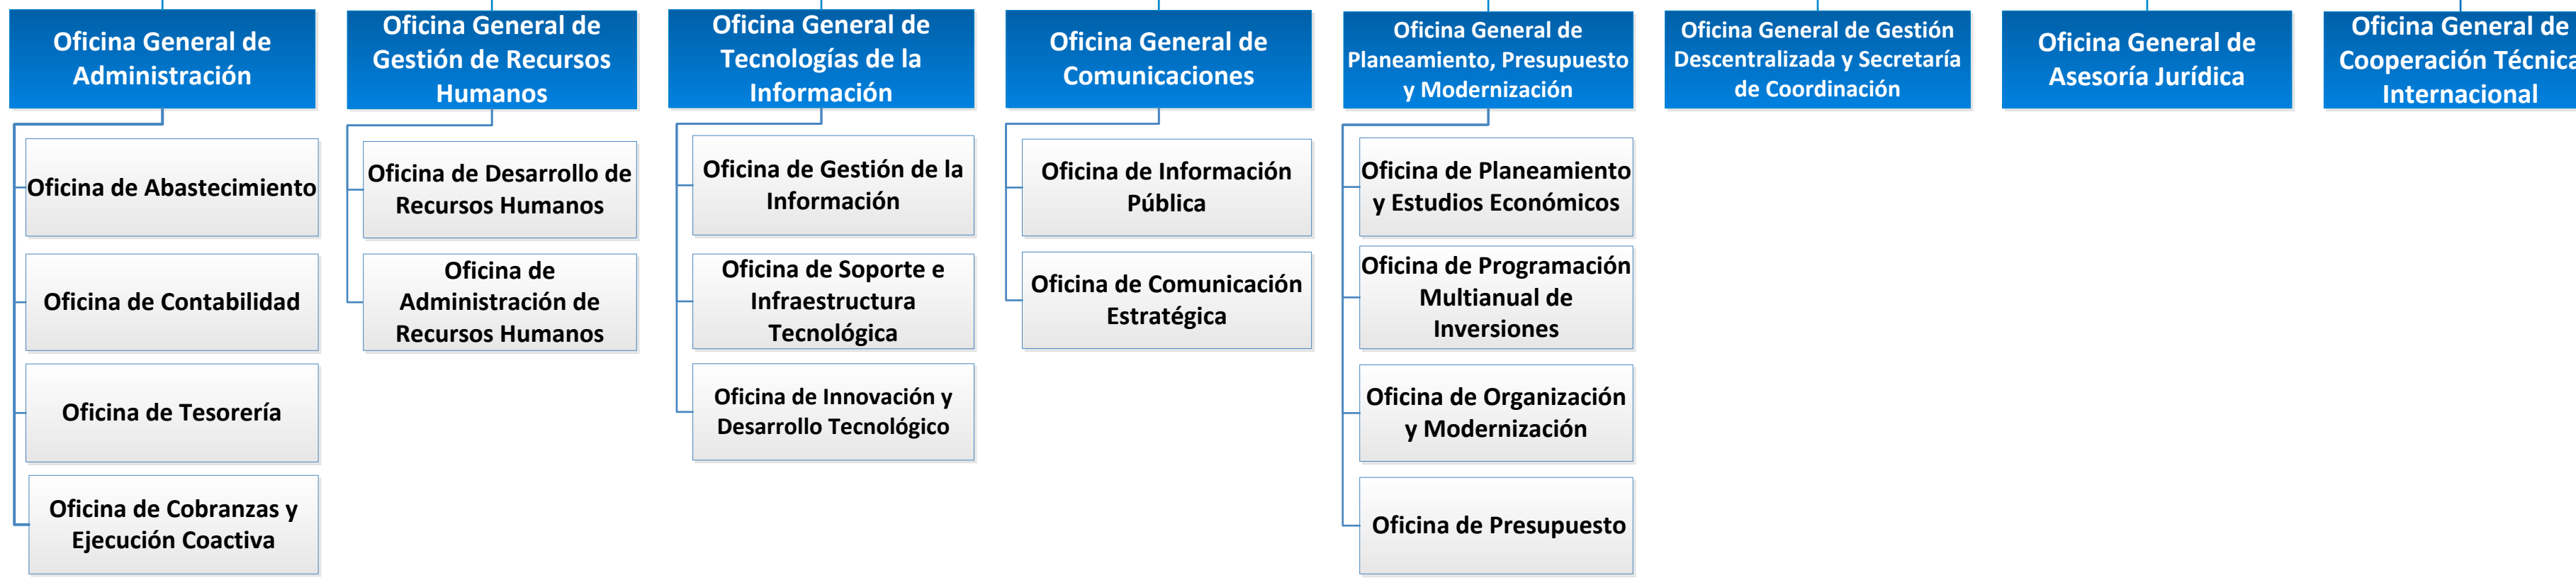 Oficina General de
Administración
Oficina de Abastecimiento
Oficina de Contabilidad
Oficina de Tesorería
Oficina de Cobranzas y
Ejecución Coactiva
Oficina General de
Gestión de Recursos
Humanos
Oficina de Desarrollo de
Recursos Humanos
Oficina de
Administración de
Recursos Humanos
Oficina General de
Tecnologías de la
Información
Oficina de Gestión de la
Información
Oficina de Soporte e
Infraestructura
Tecnológica
Oficina de Innovación y
Desarrollo Tecnológico
Oficina General de
Comunicaciones
Oficina de Información
Pública
Oficina de Comunicación
Estratégica
Oficina General de
Planeamiento, Presupuesto
y Modernización
Oficina de Planeamiento
y Estudios Económicos
Oficina de Programación
Multianual de
Inversiones
Oficina de Organización
y Modernización
Oficina de Presupuesto
Oficina General de Gestión
Descentralizada y Secretaría
de Coordinación
Oficina General de
Asesoría Jurídica
Oficina General de
Cooperación Técnica
Internacional